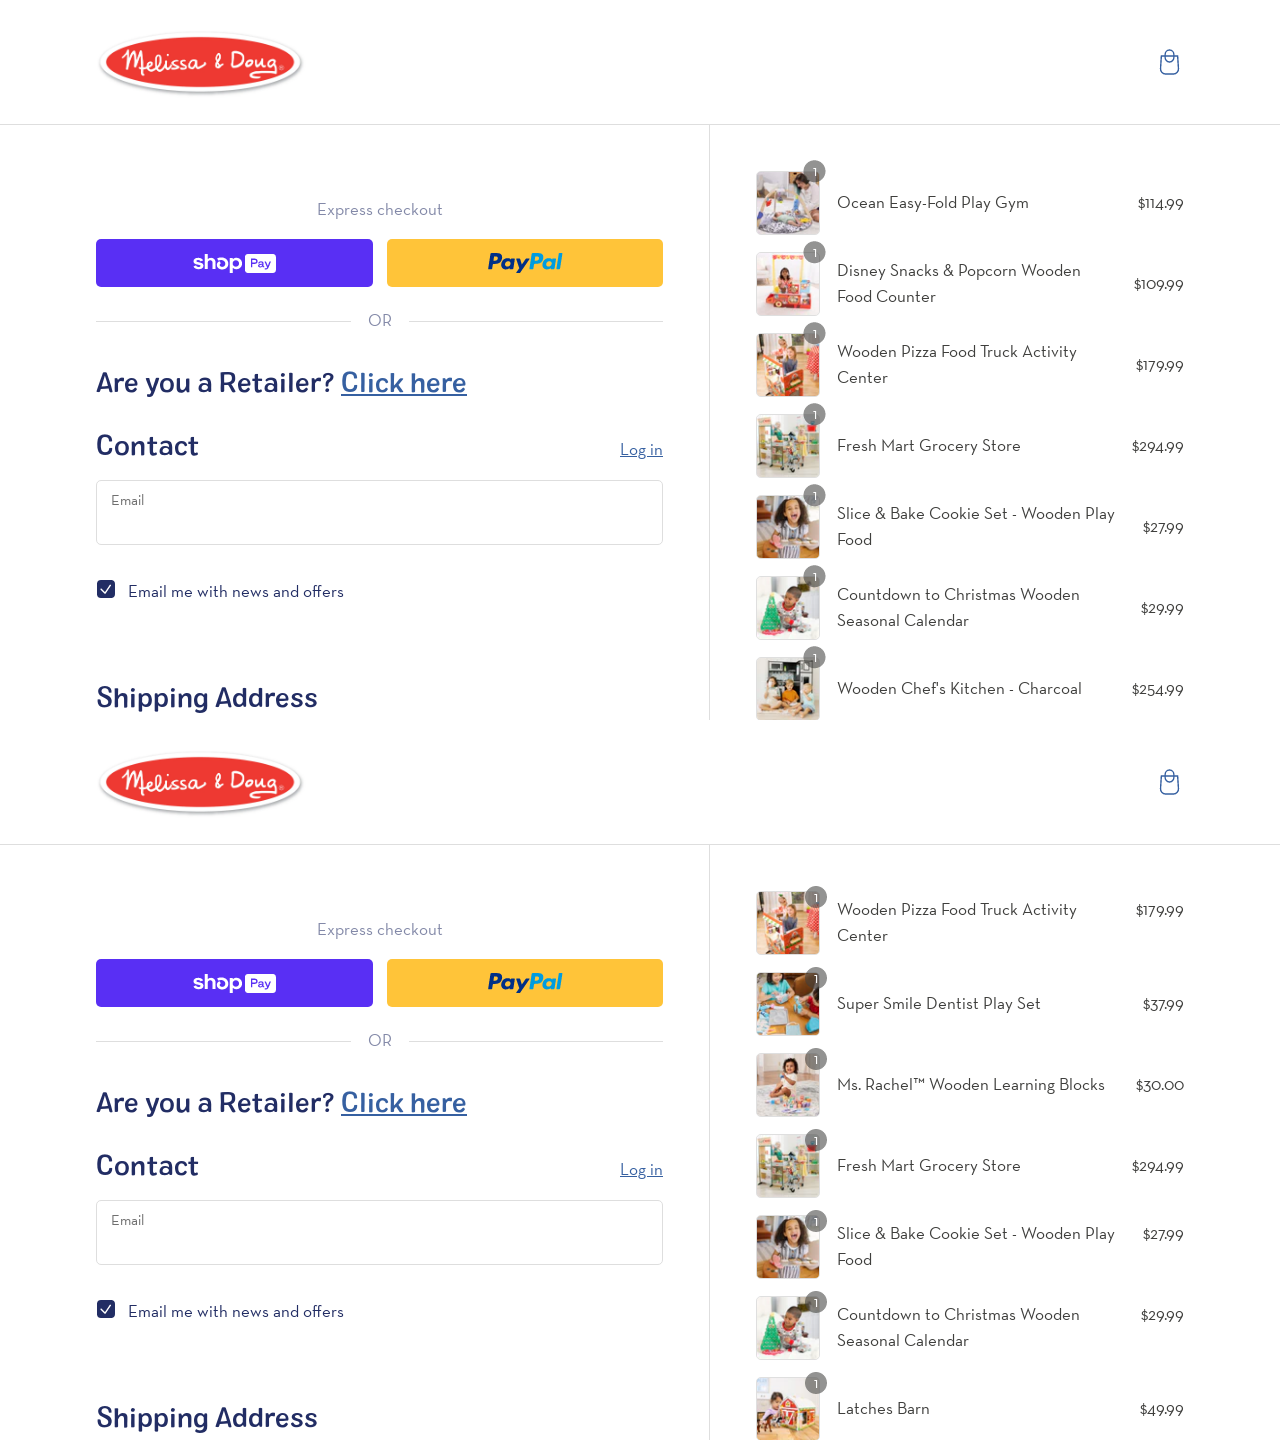 Melissa & Doug
Express checkout
shop Pay
PayPal
OR
Are you a Retailer? Click here
Contact
Log in
Email
Email me with news and offers
Shipping Address
1
Ocean Easy-Fold Play Gym
$114.99
1
Disney Snacks & Popcorn Wooden
Food Counter
$109.99
1
Wooden Pizza Food Truck Activity
Center
$179.99
1
Fresh Mart Grocery Store
$294.99
1
Slice & Bake Cookie Set - Wooden Play
Food
$27.99
1
Countdown to Christmas Wooden
Seasonal Calendar
$29.99
1
Wooden Chef's Kitchen - Charcoal
$254.99
Melissa & Doug
Express checkout
shop Pay
PayPal
OR
Are you a Retailer? Click here
Contact
Log in
Email
Email me with news and offers
Shipping Address
1
Wooden Pizza Food Truck Activity
Center
$179.99
1
Super Smile Dentist Play Set
$37.99
1
Ms. Rachel™ Wooden Learning Blocks
$30.00
1
Fresh Mart Grocery Store
$294.99
1
Slice & Bake Cookie Set - Wooden Play
Food
$27.99
1
Countdown to Christmas Wooden
Seasonal Calendar
$29.99
1
Latches Barn
$49.99